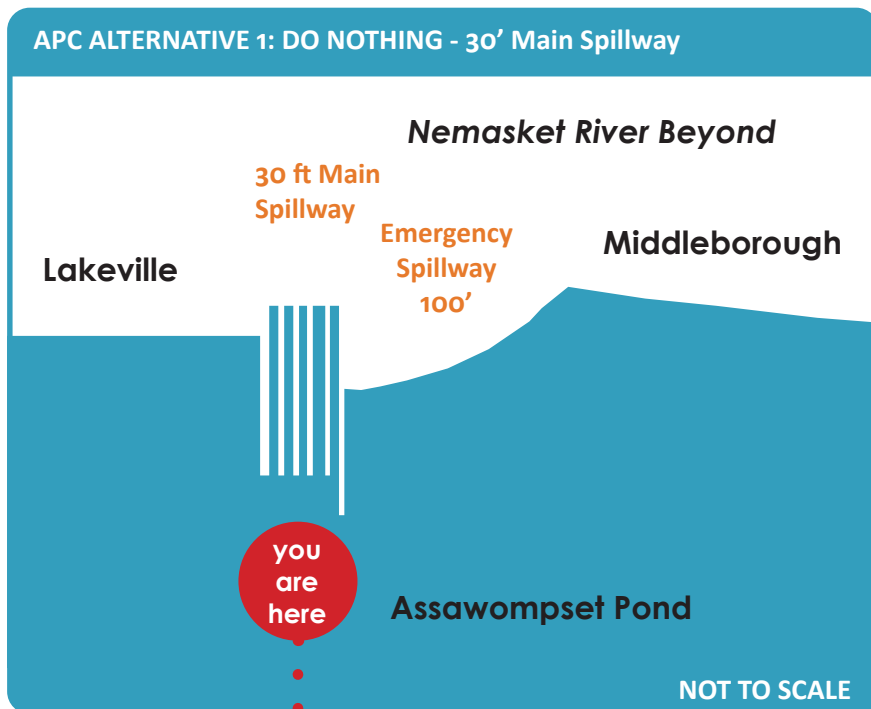 APC ALTERNATIVE 1: DO NOTHING - 30’ Main Spillway
Nemasket River Beyond
30 ft Main
Spillway
Emergency
Spillway
100’
Middleborough
Lakeville
you
are
here
Assawompset Pond
NOT TO SCALE